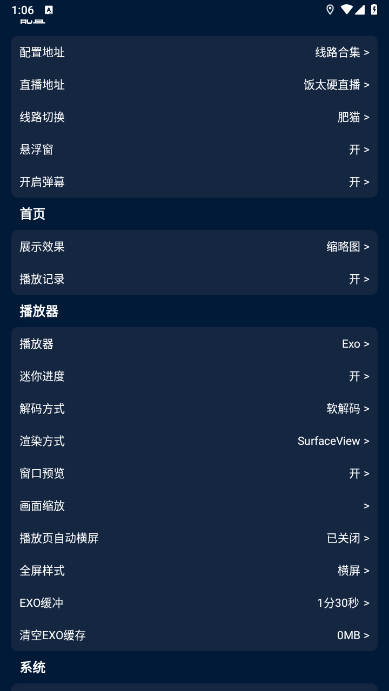 1:06
配置
配置地址 线路合集 >
直播地址 饭太硬直播 >
线路切换 肥猫 >
悬浮窗 开 >
开启弹幕 开 >
首页
展示效果 缩略图 >
播放记录 开 >
播放器
播放器 Exo >
迷你进度 开 >
解码方式 软解码 >
渲染方式 SurfaceView >
窗口预览 开 >
画面缩放 >
播放页自动横屏 已关闭 >
全屏样式 横屏 >
EXO缓冲 1分30秒 >
清空EXO缓存 0MB >
系统